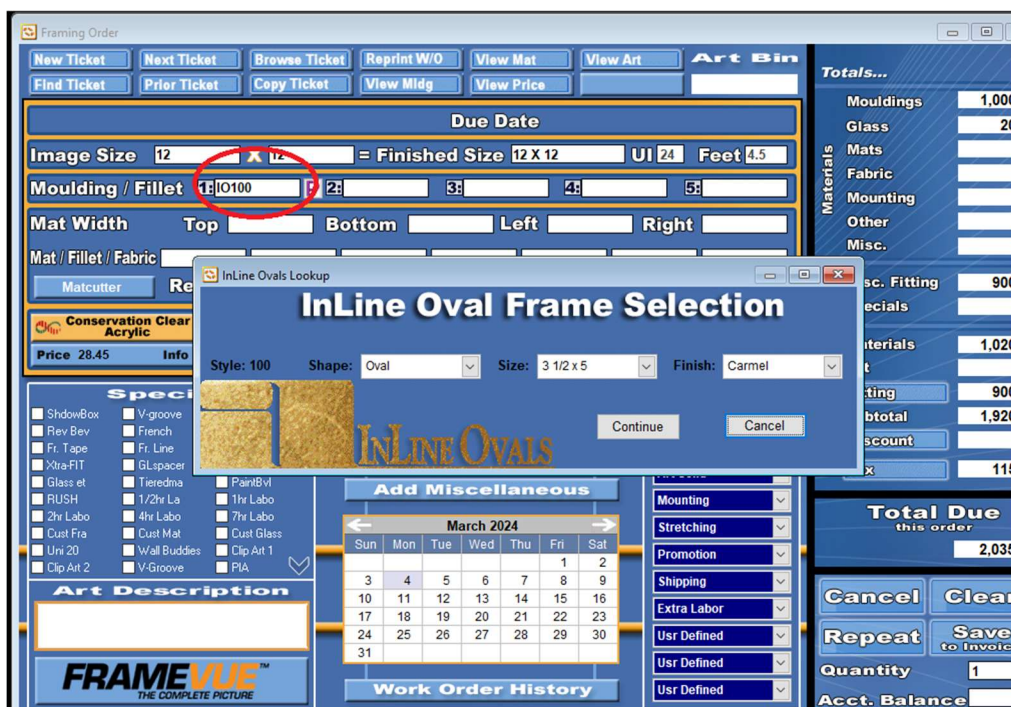 Framing Order
New Ticket Next Ticket Browse Ticket Reprint W/O View Mat View Art Art Bin
Find Ticket Prior Ticket Copy Ticket View Mldg View Price
Due Date
Image Size 12 X 12 = Finished Size 12 X 12 UI 24 Feet 4.5
Moulding / Fillet 1: IO100 2: 3: 4: 5:
Mat Width Top Bottom Left Right
Mat / Fillet / Fabric
Matcutter Re
Conservation Clear
Acrylic
Price 28.45 Info
InLine Ovals Lookup
InLine Oval Frame Selection
Style: 100 Shape: Oval Size: 3 1/2 x 5 Finish: Carmel
Continue Cancel
INLINE OVALS
Speci
ShdowBox V-groove
Rev Bev French
Fr. Tape Fr. Line
Xtra-FIT GLspacer
Glass et Tieredma PaintBvl
RUSH 1/2hr La 1hr Labo
2hr Labo 4hr Labo 7hr Labo
Cust Fra Cust Mat Cust Glass
Uni 20 Wall Buddies Clip Art 1
Clip Art 2 V-Groove PIA
Art Description
FRAMEVUE™
THE COMPLETE PICTURE
Add Miscellaneous
March 2024
Sun Mon Tue Wed Thu Fri Sat
1 2
3 4 5 6 7 8 9
10 11 12 13 14 15 16
17 18 19 20 21 22 23
24 25 26 27 28 29 30
31
Work Order History
Mounting
Stretching
Promotion
Shipping
Extra Labor
Usr Defined
Usr Defined
Usr Defined
Totals...
Materials
Mouldings 1,000
Glass 20
Mats
Fabric
Mounting
Other
Misc.
sc. Fitting 900
ecials
terials 1,020
t
ting 900
btotal 1,920
scount
x 115
Total Due
this order
2,035
Cancel Clear
Repeat Save
to Invoic
Quantity 1
Acct. Balance